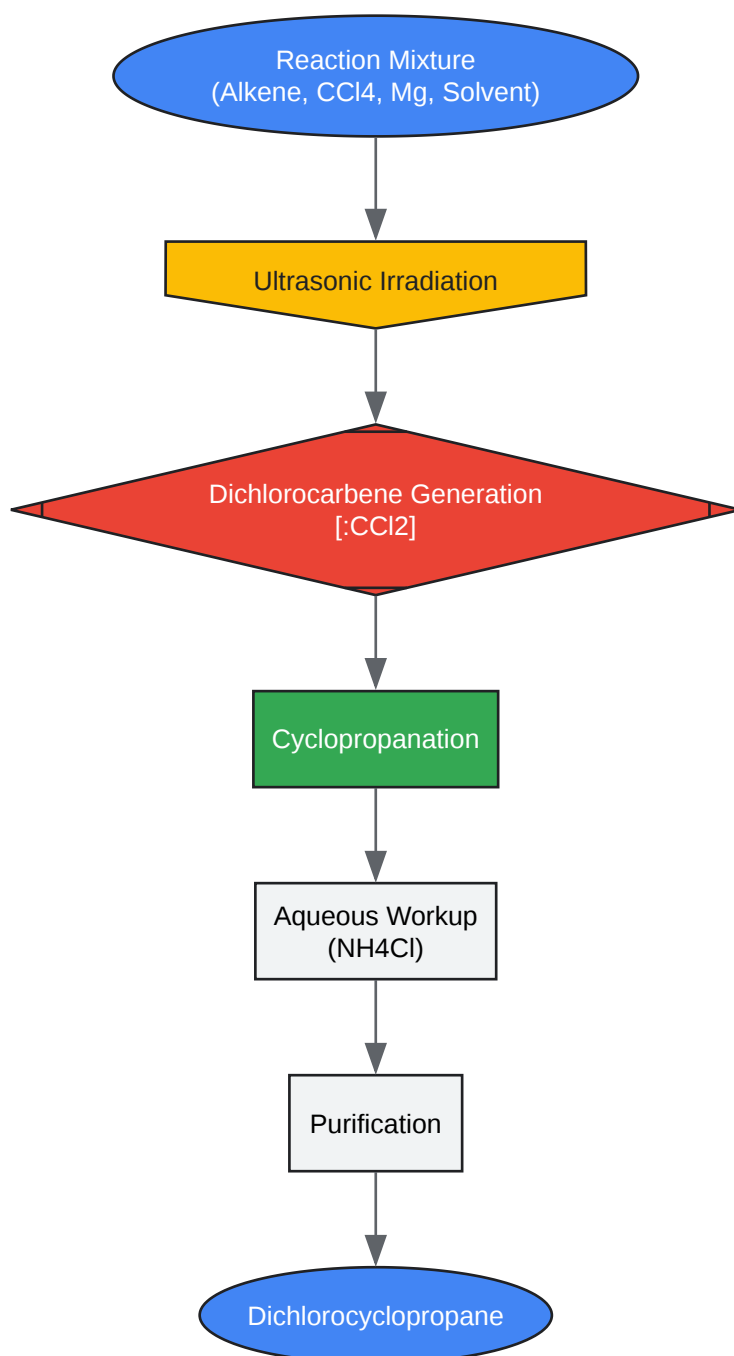 Reaction Mixture
(Alkene, CCl4, Mg, Solvent)
Ultrasonic Irradiation
Dichlorocarbene Generation
[:CCl2]
Cyclopropanation
Aqueous Workup
(NH4Cl)
Purification
Dichlorocyclopropane